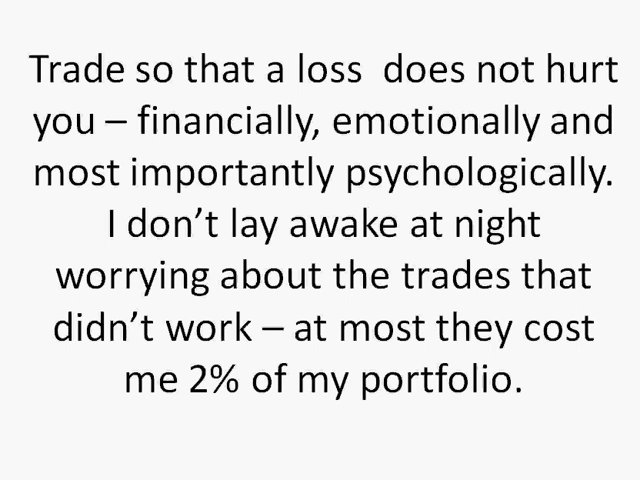 Trade so that a loss  does not hurt
you – financially, emotionally and
most importantly psychologically.
I don’t lay awake at night
worrying about the trades that
didn’t work – at most they cost
me 2% of my portfolio.